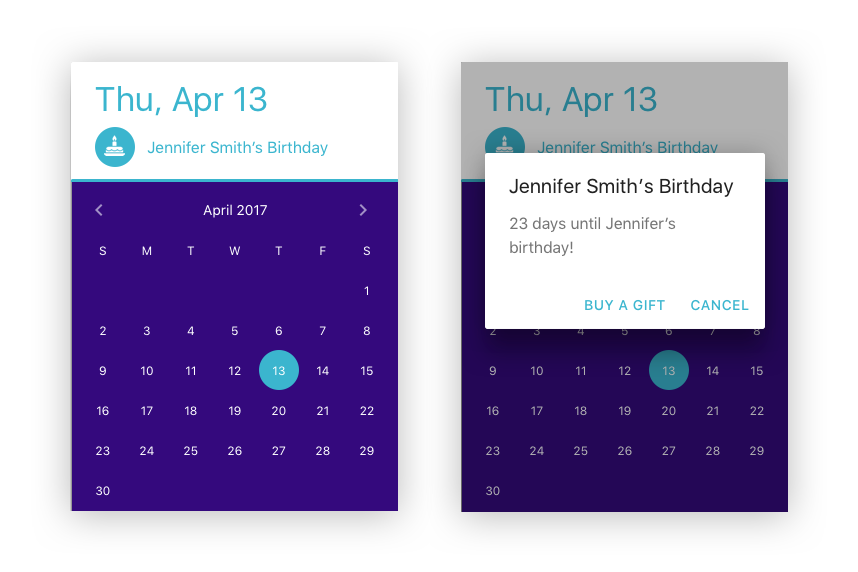 Thu, Apr 13
Jennifer Smith's Birthday
April 2017
S M T W T F S
1
2 3 4 5 6 7 8
9 10 11 12 13 14 15
16 17 18 19 20 21 22
23 24 25 26 27 28 29
30
Thu, Apr 13
Jennifer Smith's Birthday
Jennifer Smith's Birthday
23 days until Jennifer's
birthday!
BUY A GIFT CANCEL
2 3 4 5 6 7 8
9 10 11 12 13 14 15
16 17 18 19 20 21 22
23 24 25 26 27 28 29
30